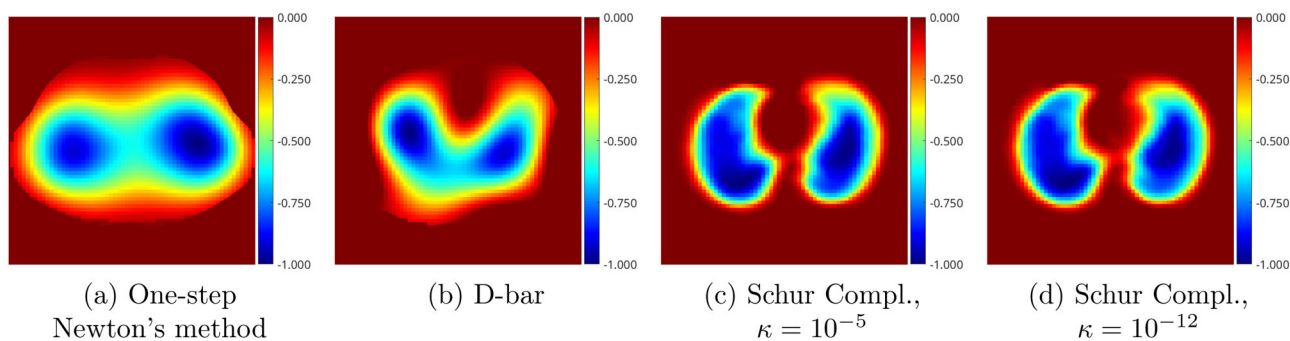 0.000
-0.250
-0.500
-0.750
-1.000
0.000
-0.250
-0.500
-0.750
-1.000
0.000
-0.250
-0.500
-0.750
-1.000
0.000
-0.250
-0.500
-0.750
-1.000
(a) One-step
Newton's method
(b) D-bar
(c) Schur Compl.,
κ = 10⁻⁵
(d) Schur Compl.,
κ = 10⁻¹²